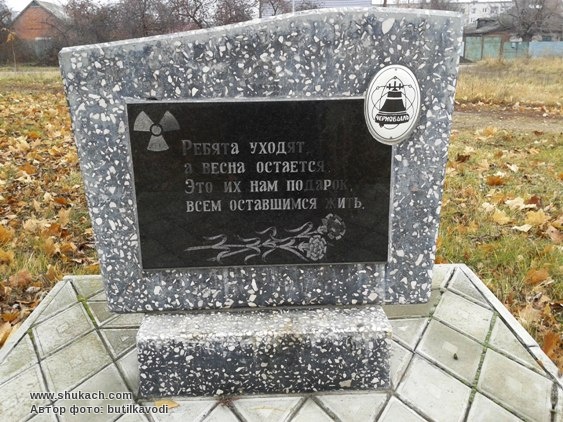 ЧЕРНОБЫЛЬ
РЕБЯТА УХОДЯТ,
А ВЕСНА ОСТАЕТСЯ.
ЭТО ИХ НАМ ПОДАРОК,
ВСЕМ ОСТАВШИМСЯ ЖИТЬ.
www.shukach.com
Автор фото: butilkavodi